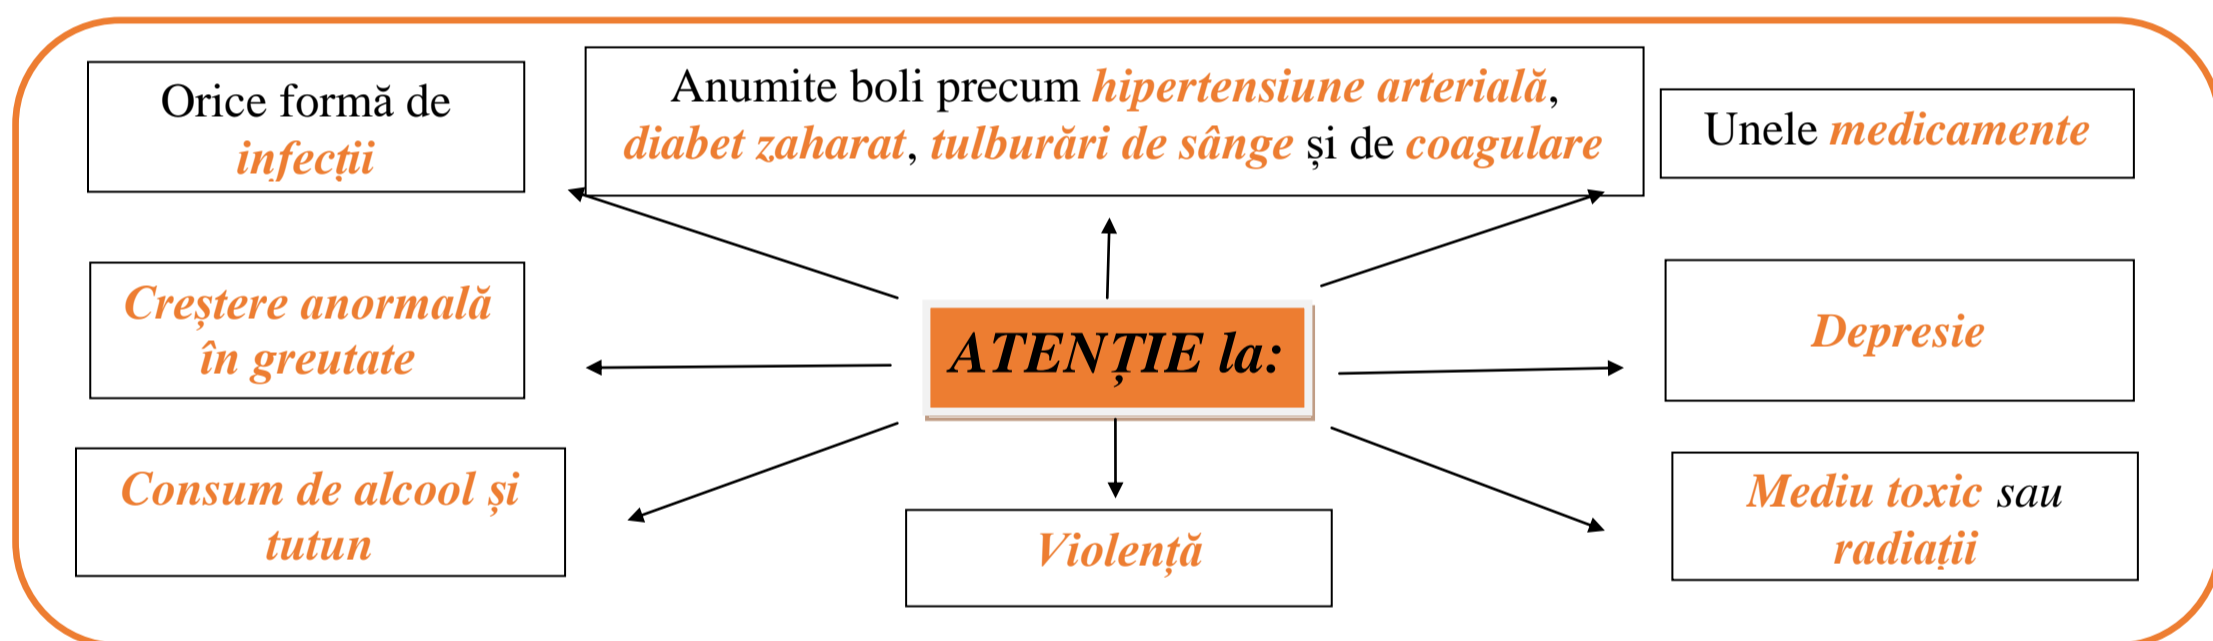 Orice formă de
infecții
Anumite boli precum hipertensiune arterială,
diabet zaharat, tulburări de sânge și de coagulare
Unele medicamente
Creștere anormală
în greutate
ATENȚIE la:
Depresie
Consum de alcool și
tutun
Violență
Mediu toxic sau
radiații